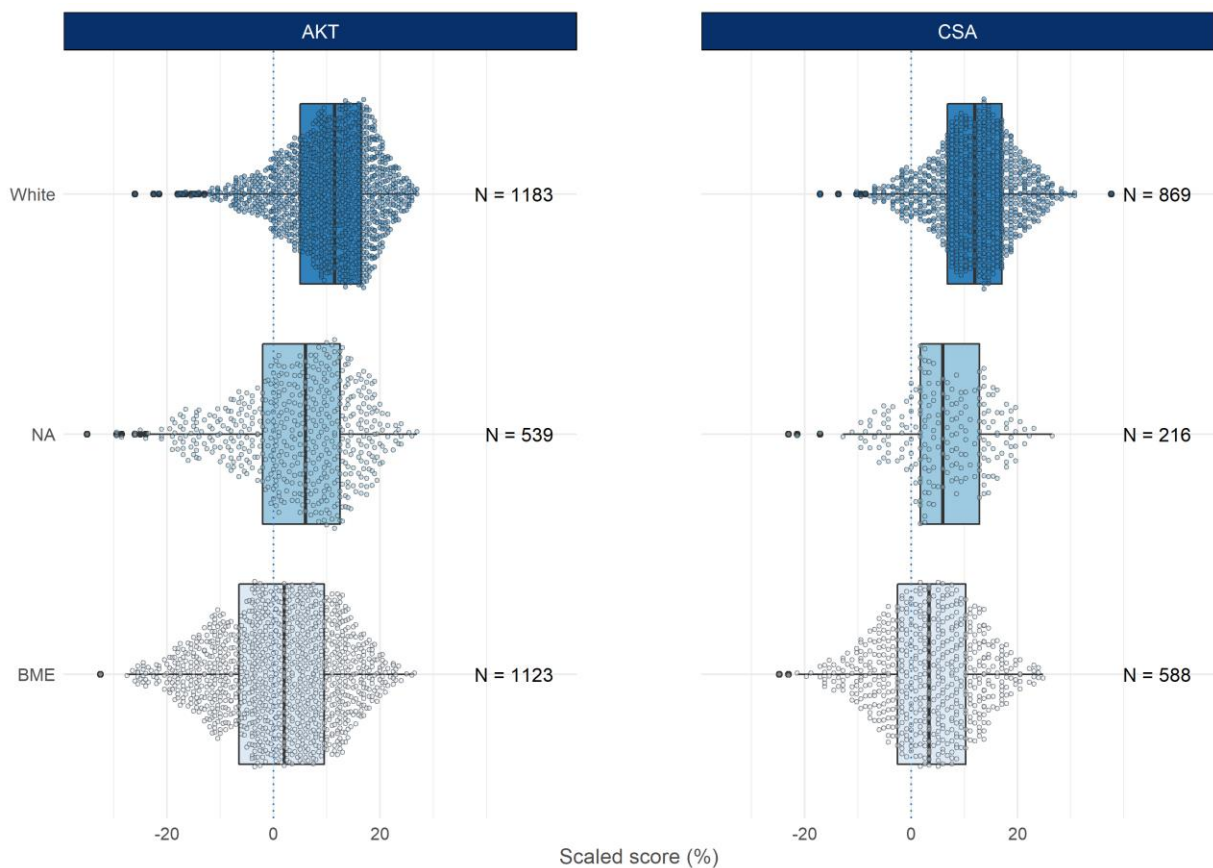 AKT
CSA
White
N = 1183
N = 869
NA
N = 539
N = 216
BME
N = 1123
N = 588
-20 0 20
-20 0 20
Scaled score (%)